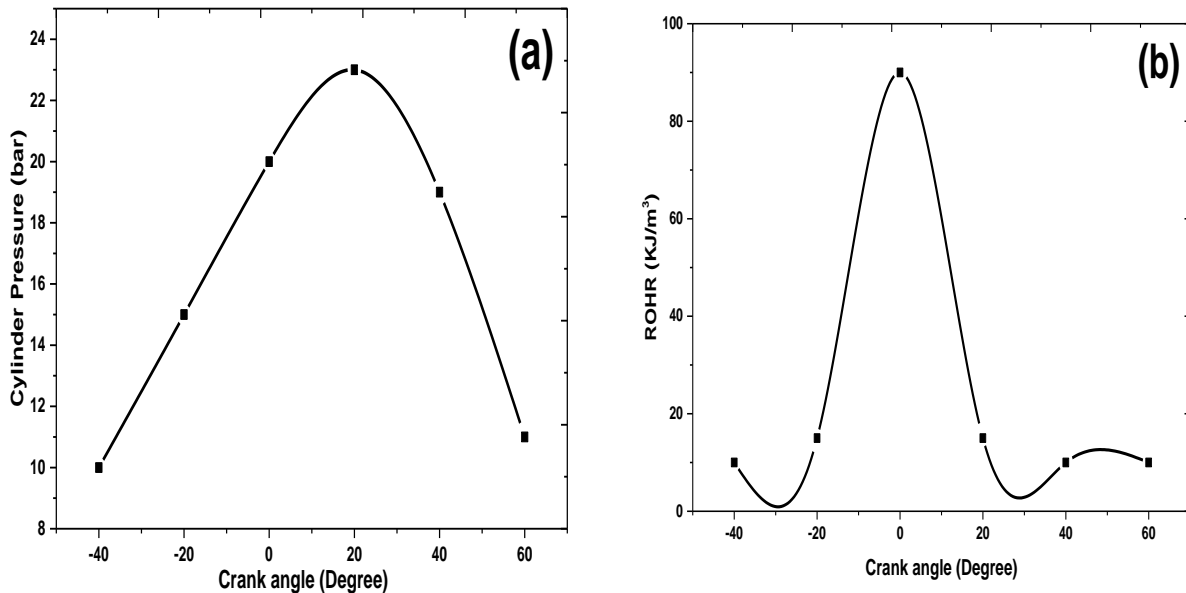 (a)
Cylinder Pressure (bar)
24
22
20
18
16
14
12
10
8
-40 -20 0 20 40 60
Crank angle (Degree)
(b)
ROHR (KJ/m³)
100
80
60
40
20
0
-40 -20 0 20 40 60
Crank angle (Degree)